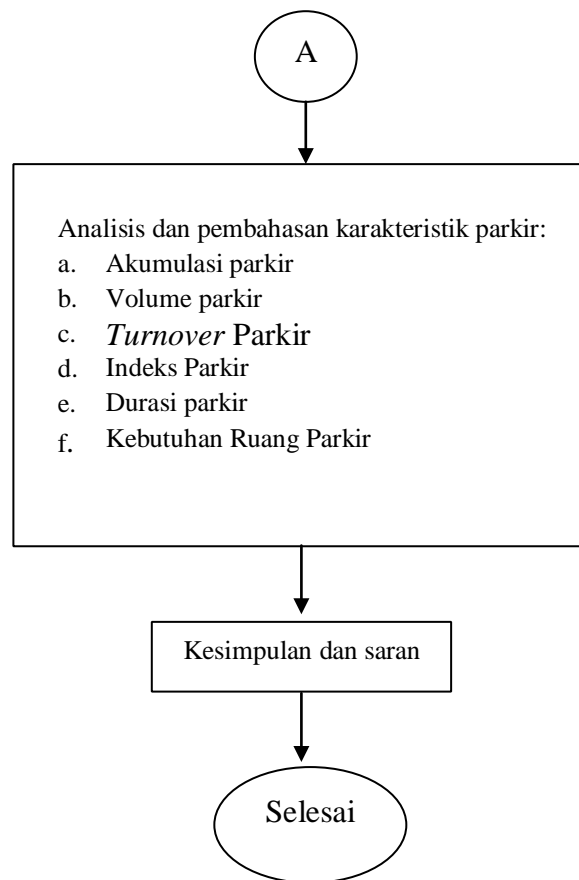 A
Analisis dan pembahasan karakteristik parkir:
a. Akumulasi parkir
b. Volume parkir
c. Turnover Parkir
d. Indeks Parkir
e. Durasi parkir
f. Kebutuhan Ruang Parkir
Kesimpulan dan saran
Selesai